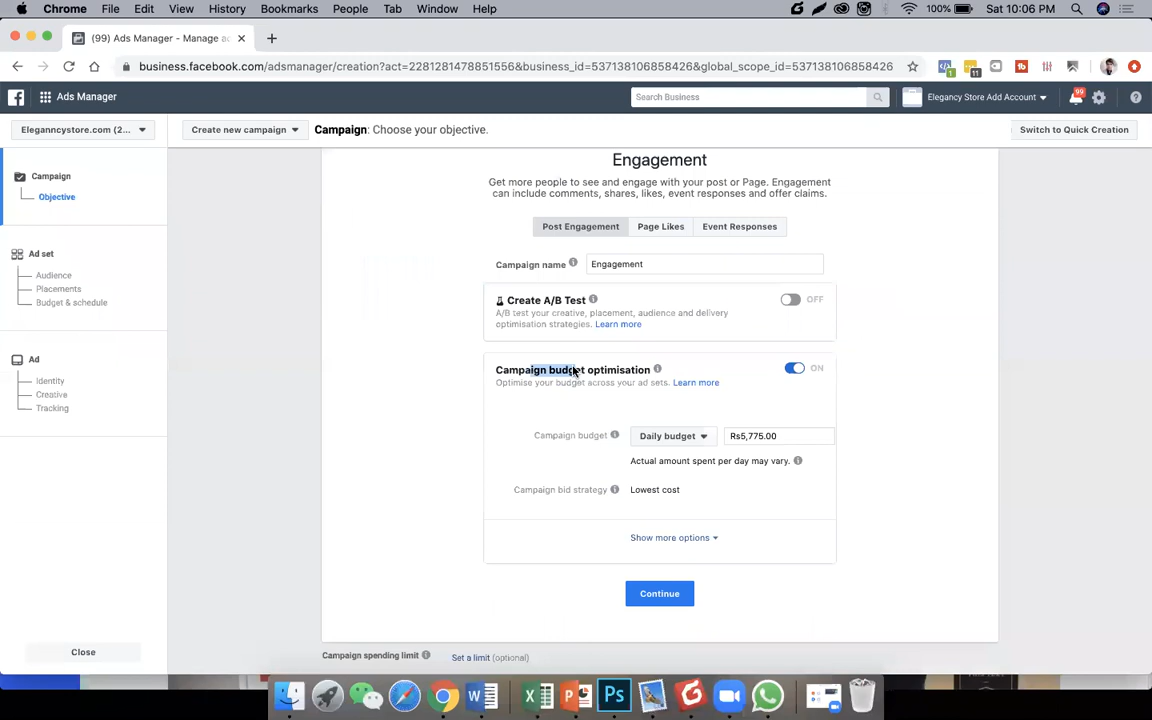 Chrome File Edit View History Bookmarks People Tab Window Help 100% Sat 10:06 PM
(99) Ads Manager - Manage ad
business.facebook.com/adsmanager/creation?act=2281281478851556&business_id=537138106858426&global_scope_id=537138106858426
1 11
Ads Manager Search Business Elegancy Store Add Account 99
Eleganncystore.com (2... Create new campaign Campaign: Choose your objective. Switch to Quick Creation
Campaign
Objective
Ad set
Audience
Placements
Budget & schedule
Ad
Identity
Creative
Tracking
Close
Engagement
Get more people to see and engage with your post or Page. Engagement
can include comments, shares, likes, event responses and offer claims.
Post Engagement Page Likes Event Responses
Campaign name Engagement
Create A/B Test OFF
A/B test your creative, placement, audience and delivery
optimisation strategies. Learn more
Campaign budget optimisation ON
Optimise your budget across your ad sets. Learn more
Campaign budget Daily budget Rs5,775.00
Actual amount spent per day may vary.
Campaign bid strategy Lowest cost
Show more options
Continue
Campaign spending limit Set a limit (optional)
W X P Ps